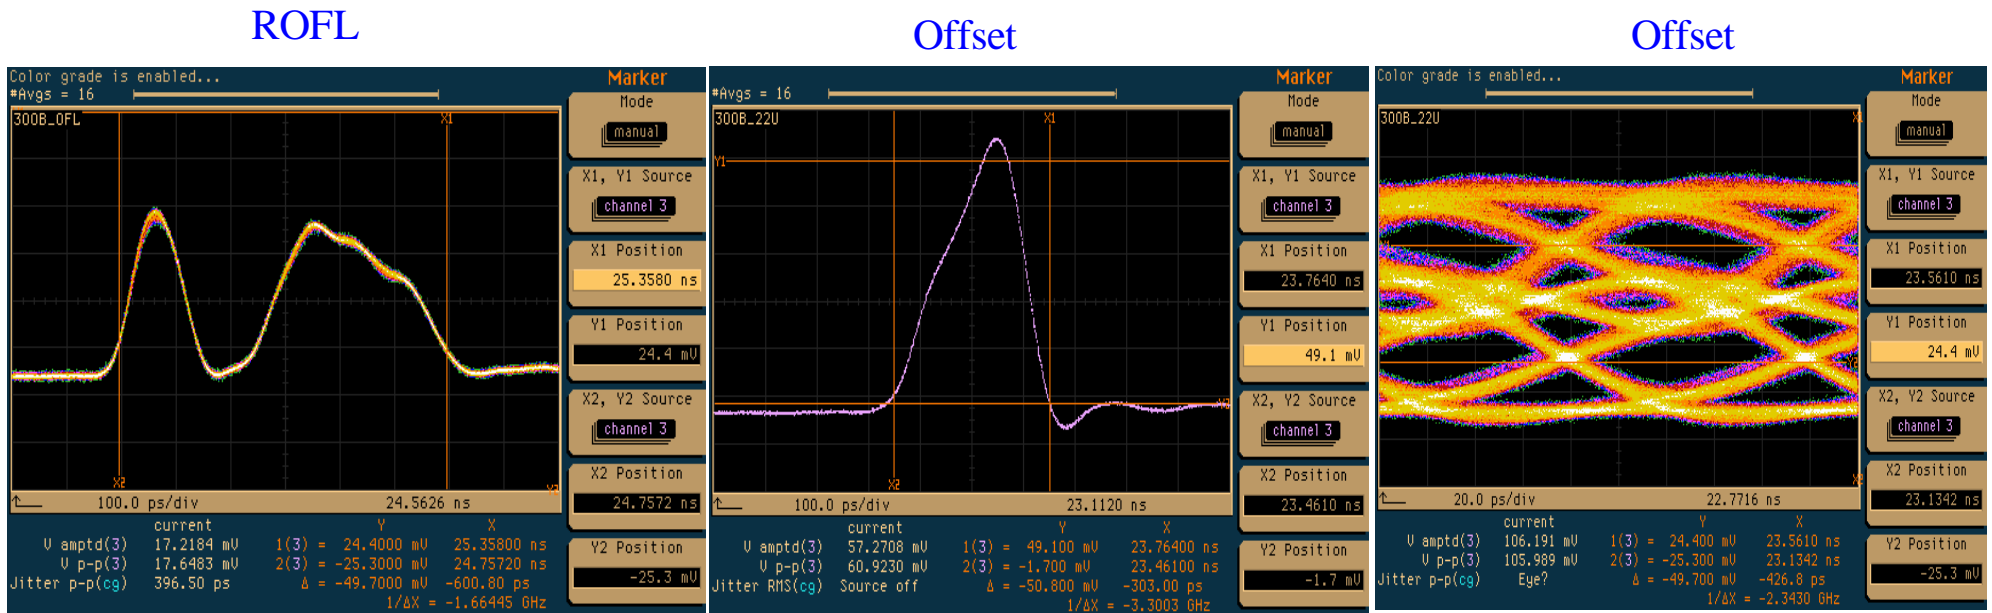 ROFL
Offset
Offset
Color grade is enabled...
#Avgs = 16
300B_OFL
X1
X2
Y2
100.0 ps/div 24.5626 ns
current Y X
V amptd(3) 17.2184 mV 1(3) = 24.4000 mV 25.35800 ns
V p-p(3) 17.6483 mV 2(3) = -25.3000 mV 24.75720 ns
Jitter p-p(cg) 396.50 ps Δ = -49.7000 mV -600.80 ps
1/ΔX = -1.66445 GHz
Marker
Mode
manual
X1, Y1 Source
channel 3
X1 Position
25.3580 ns
Y1 Position
24.4 mV
X2, Y2 Source
channel 3
X2 Position
24.7572 ns
Y2 Position
-25.3 mV
#Avgs = 16
300B_22U
X1
Y1
X2
Y2
100.0 ps/div 23.1120 ns
current Y X
V amptd(3) 57.2708 mV 1(3) = 49.100 mV 23.76400 ns
V p-p(3) 60.9230 mV 2(3) = -1.700 mV 23.46100 ns
Jitter RMS(cg) Source off Δ = -50.800 mV -303.00 ps
1/ΔX = -3.3003 GHz
Marker
Mode
manual
X1, Y1 Source
channel 3
X1 Position
23.7640 ns
Y1 Position
49.1 mV
X2, Y2 Source
channel 3
X2 Position
23.4610 ns
Y2 Position
-1.7 mV
Color grade is enabled...
300B_22U
20.0 ps/div 22.7716 ns
current Y X
V amptd(3) 106.191 mV 1(3) = 24.400 mV 23.5610 ns
V p-p(3) 105.989 mV 2(3) = -25.300 mV 23.1342 ns
Jitter p-p(cg) Eye? Δ = -49.700 mV -426.8 ps
1/ΔX = -2.3430 GHz
Marker
Mode
manual
X1, Y1 Source
channel 3
X1 Position
23.5610 ns
Y1 Position
24.4 mV
X2, Y2 Source
channel 3
X2 Position
23.1342 ns
Y2 Position
-25.3 mV